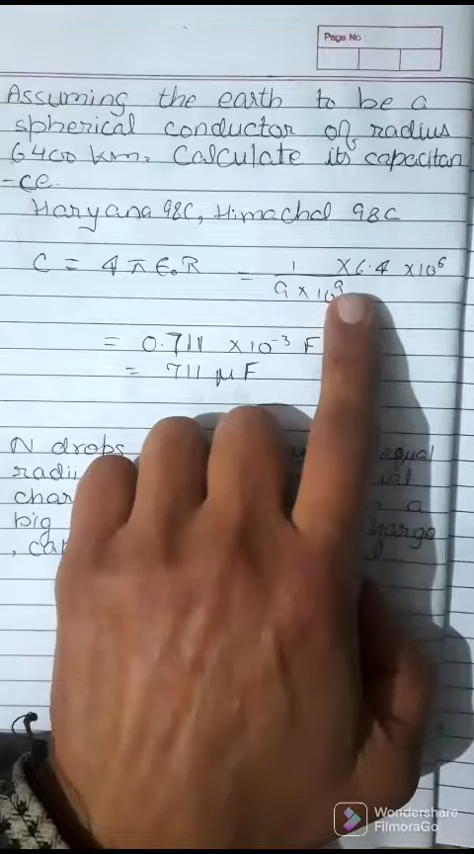 Page No :
Assuming the earth to be a
spherical conductor of radius
6400 km. Calculate its capacitan
-ce.
Haryana 98C, Himachal 98C
C = 4 π ε₀ R = 1 / 9 × 10⁹ × 6.4 × 10⁶
= 0.711 × 10⁻³ F
= 711 μF
N drops equal
radi
char a
big charge
,
Wondershare
FilmoraGo